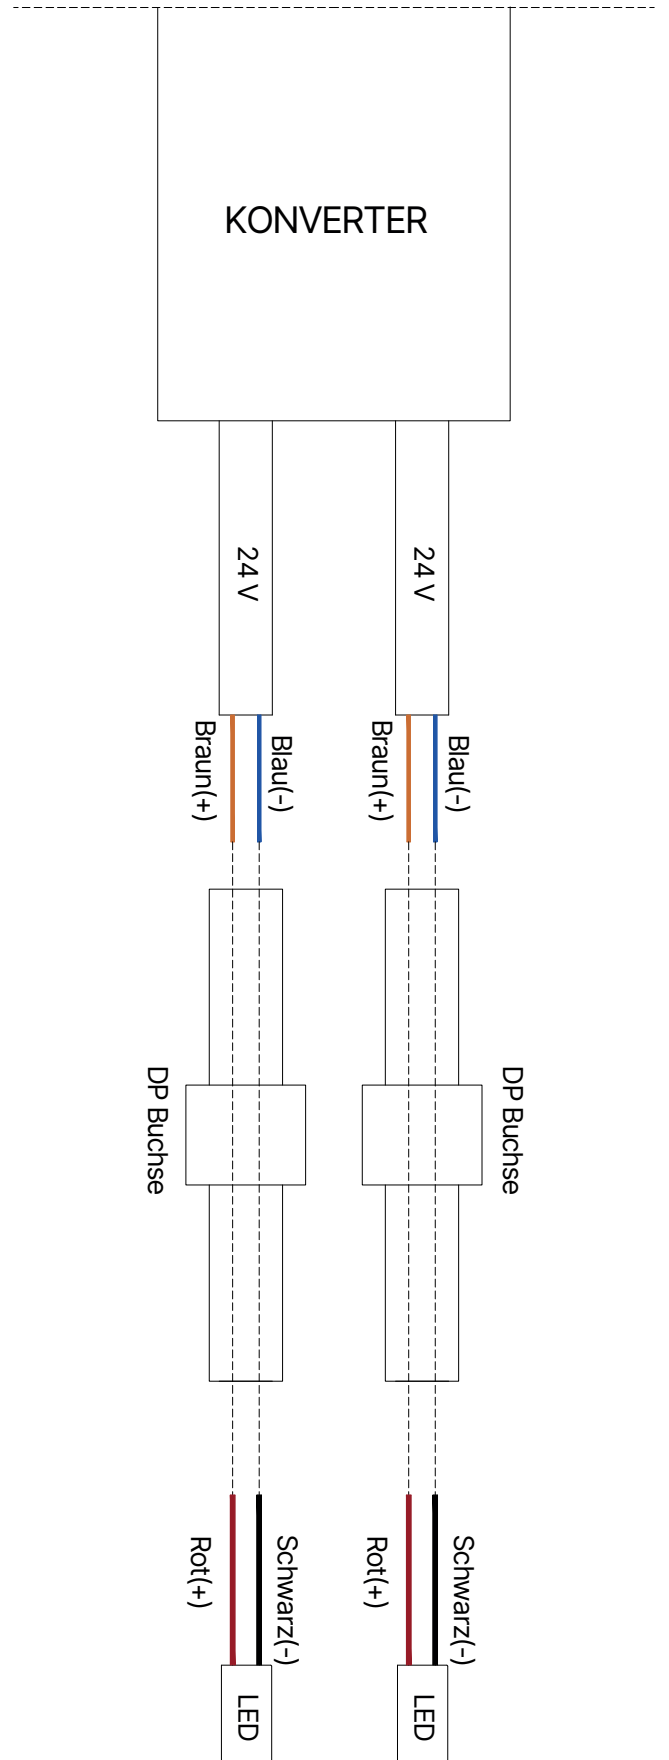 KONVERTER
24 V
24 V
Braun(+)
Blau(-)
Braun(+)
Blau(-)
DP Buchse
DP Buchse
Rot(+)
Schwarz(-)
Rot(+)
Schwarz(-)
LED
LED